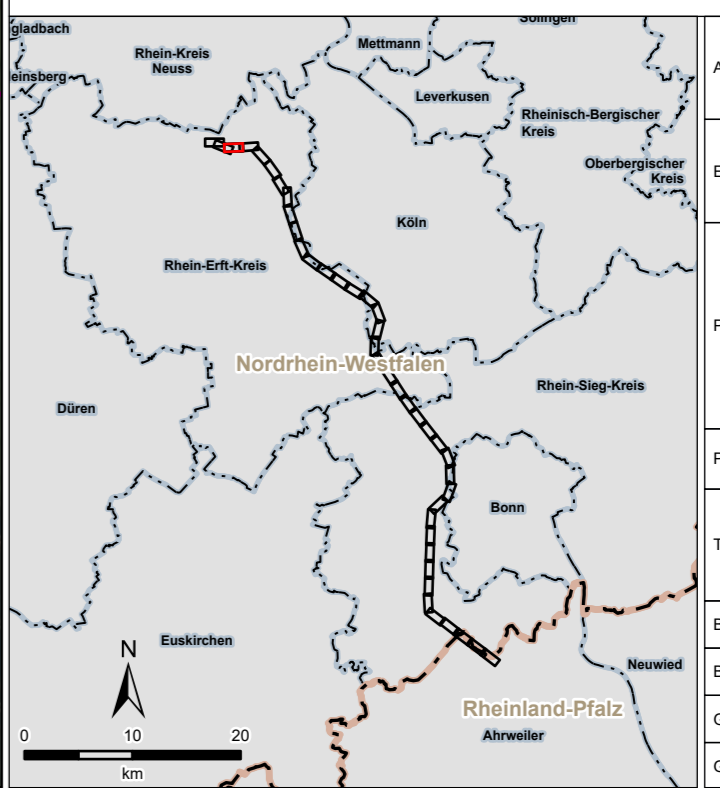 Solingen
gladbach
Mettmann
Rhein-Kreis
Neuss
einsberg
Leverkusen
Rheinisch-Bergischer
Kreis
Oberbergischer
Kreis
Köln
Rhein-Erft-Kreis
Nordrhein-Westfalen
Rhein-Sieg-Kreis
Düren
Bonn
Euskirchen
N
Neuwied
Rheinland-Pfalz
Ahrweiler
0 10 20
km